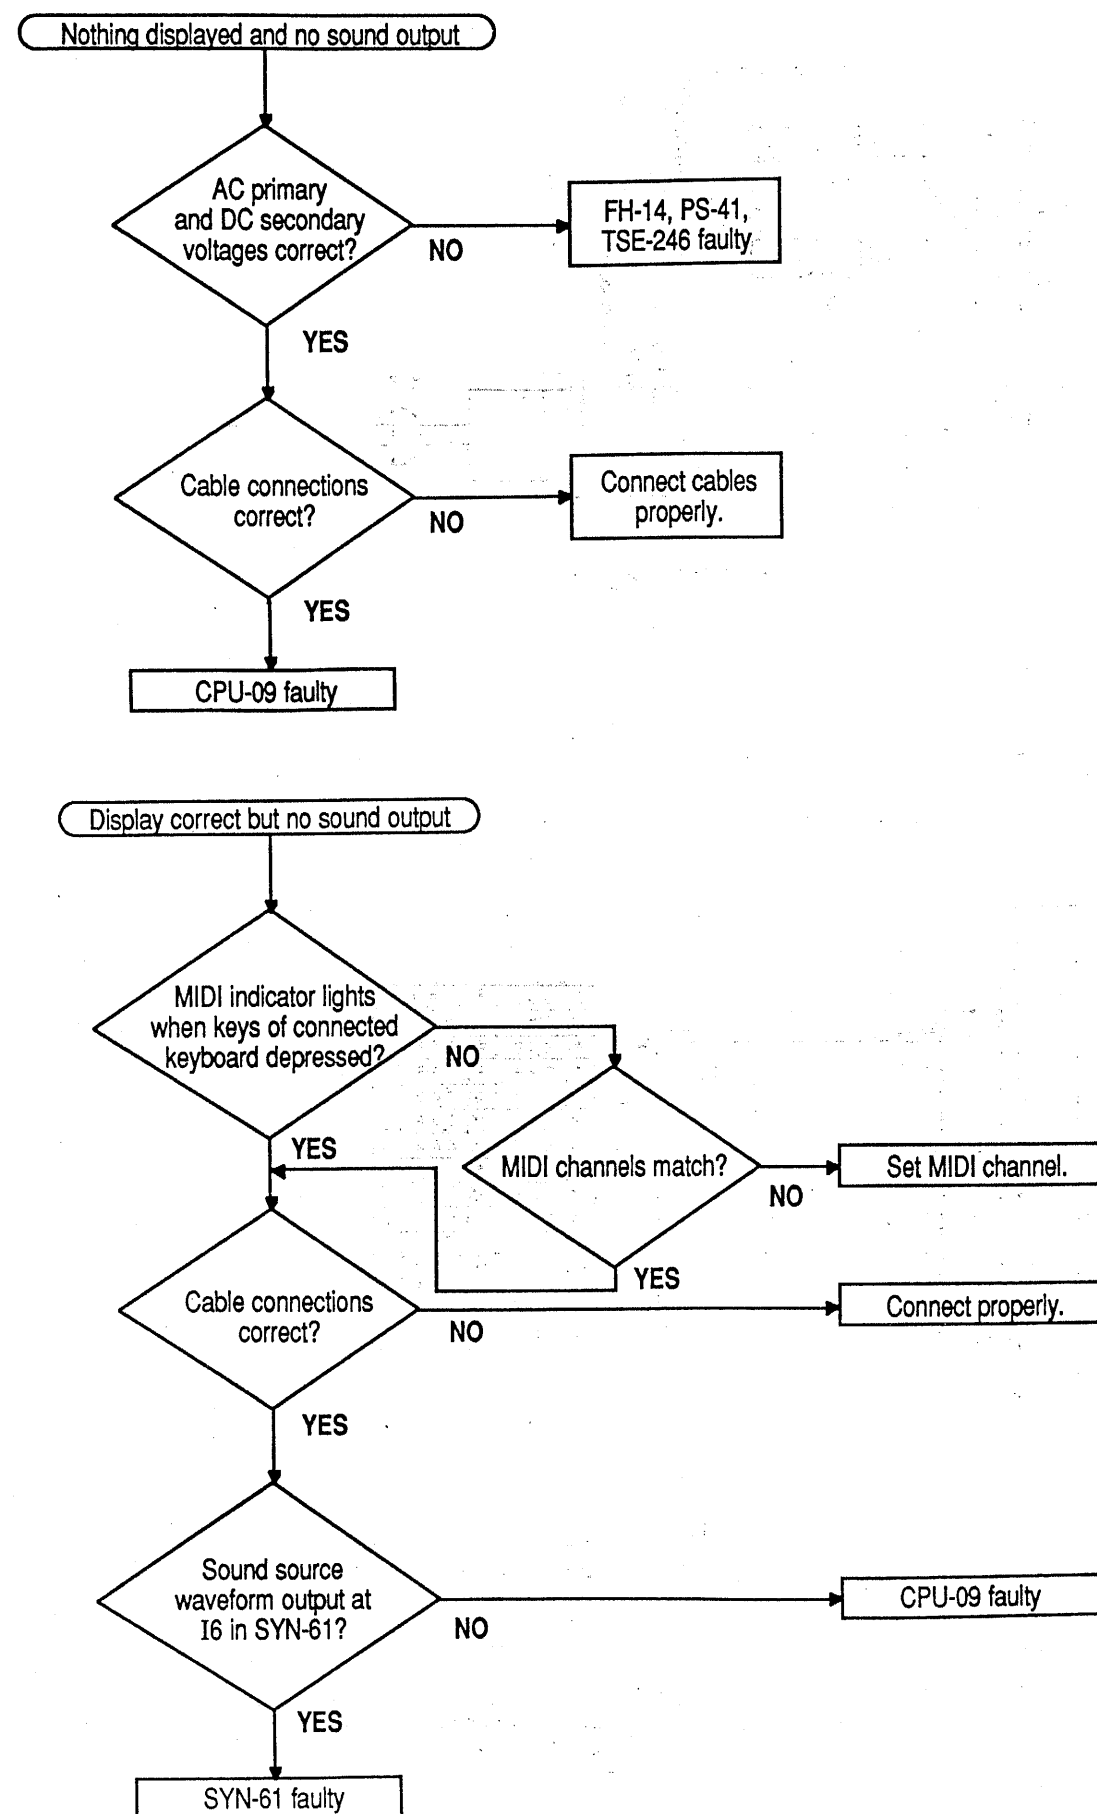 Nothing displayed and no sound output
AC primary
and DC secondary
voltages correct?
NO
FH-14, PS-41,
TSE-246 faulty
YES
Cable connections
correct?
NO
Connect cables
properly.
YES
CPU-09 faulty
Display correct but no sound output
MIDI indicator lights
when keys of connected
keyboard depressed?
NO
YES
MIDI channels match?
NO
Set MIDI channel.
YES
Cable connections
correct?
NO
Connect properly.
YES
Sound source
waveform output at
I6 in SYN-61?
NO
CPU-09 faulty
YES
SYN-61 faulty